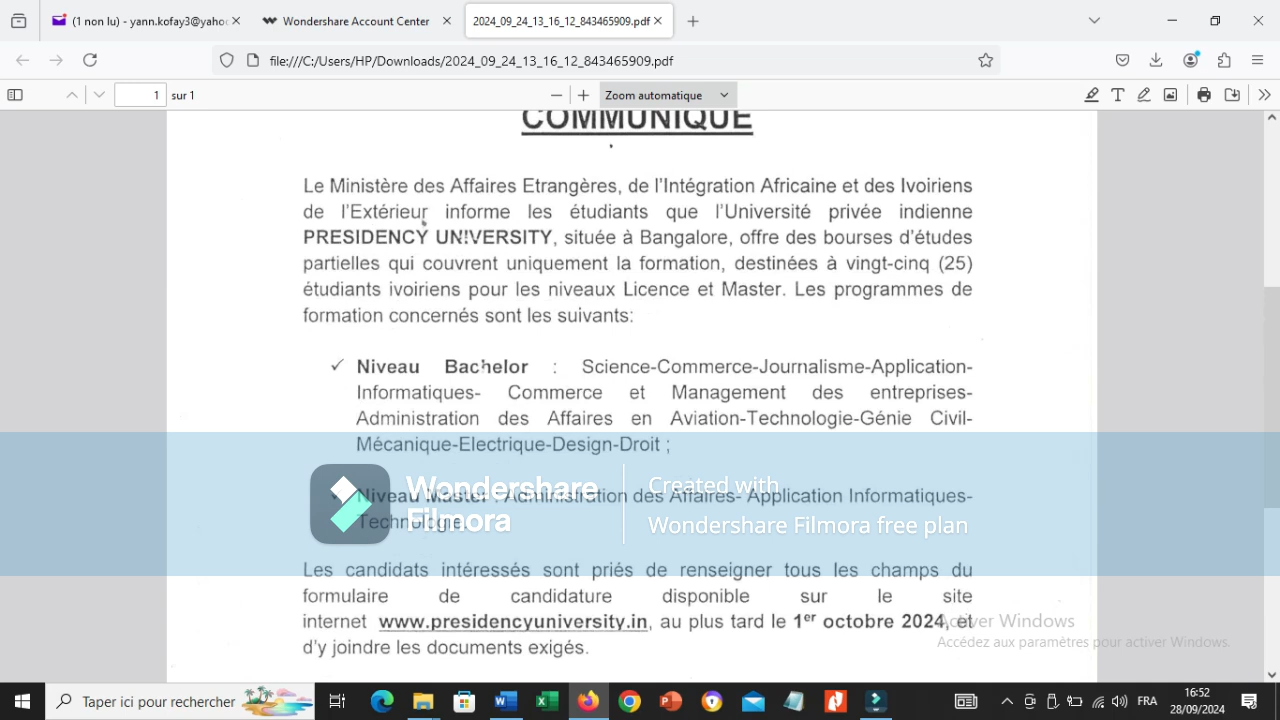 (1 non lu) - yann.kofay3@yahoo
Wondershare Account Center
2024_09_24_13_16_12_843465909.pdf
file:///C:/Users/HP/Downloads/2024_09_24_13_16_12_843465909.pdf
1 sur 1
Zoom automatique
COMMUNIQUE
Le Ministère des Affaires Etrangères, de l'Intégration Africaine et des Ivoiriens
de l'Extérieur informe les étudiants que l'Université privée indienne
PRESIDENCY UNIVERSITY, située à Bangalore, offre des bourses d'études
partielles qui couvrent uniquement la formation, destinées à vingt-cinq (25)
étudiants ivoiriens pour les niveaux Licence et Master. Les programmes de
formation concernés sont les suivants:
✓ Niveau Bachelor : Science-Commerce-Journalisme-Application-
Informatiques- Commerce et Management des entreprises-
Administration des Affaires en Aviation-Technologie-Génie Civil-
Mécanique-Electrique-Design-Droit ;
Niveau Master : Administration des Affaires- Application Informatiques-
Technologie.
Wondershare
Filmora
Created with
Wondershare Filmora free plan
Les candidats intéressés sont priés de renseigner tous les champs du
formulaire de candidature disponible sur le site
internet www.presidencyuniversity.in, au plus tard le 1er octobre 2024, et
d'y joindre les documents exigés.
Activer Windows
Accédez aux paramètres pour activer Windows.
Taper ici pour rechercher
FRA
16:52
28/09/2024